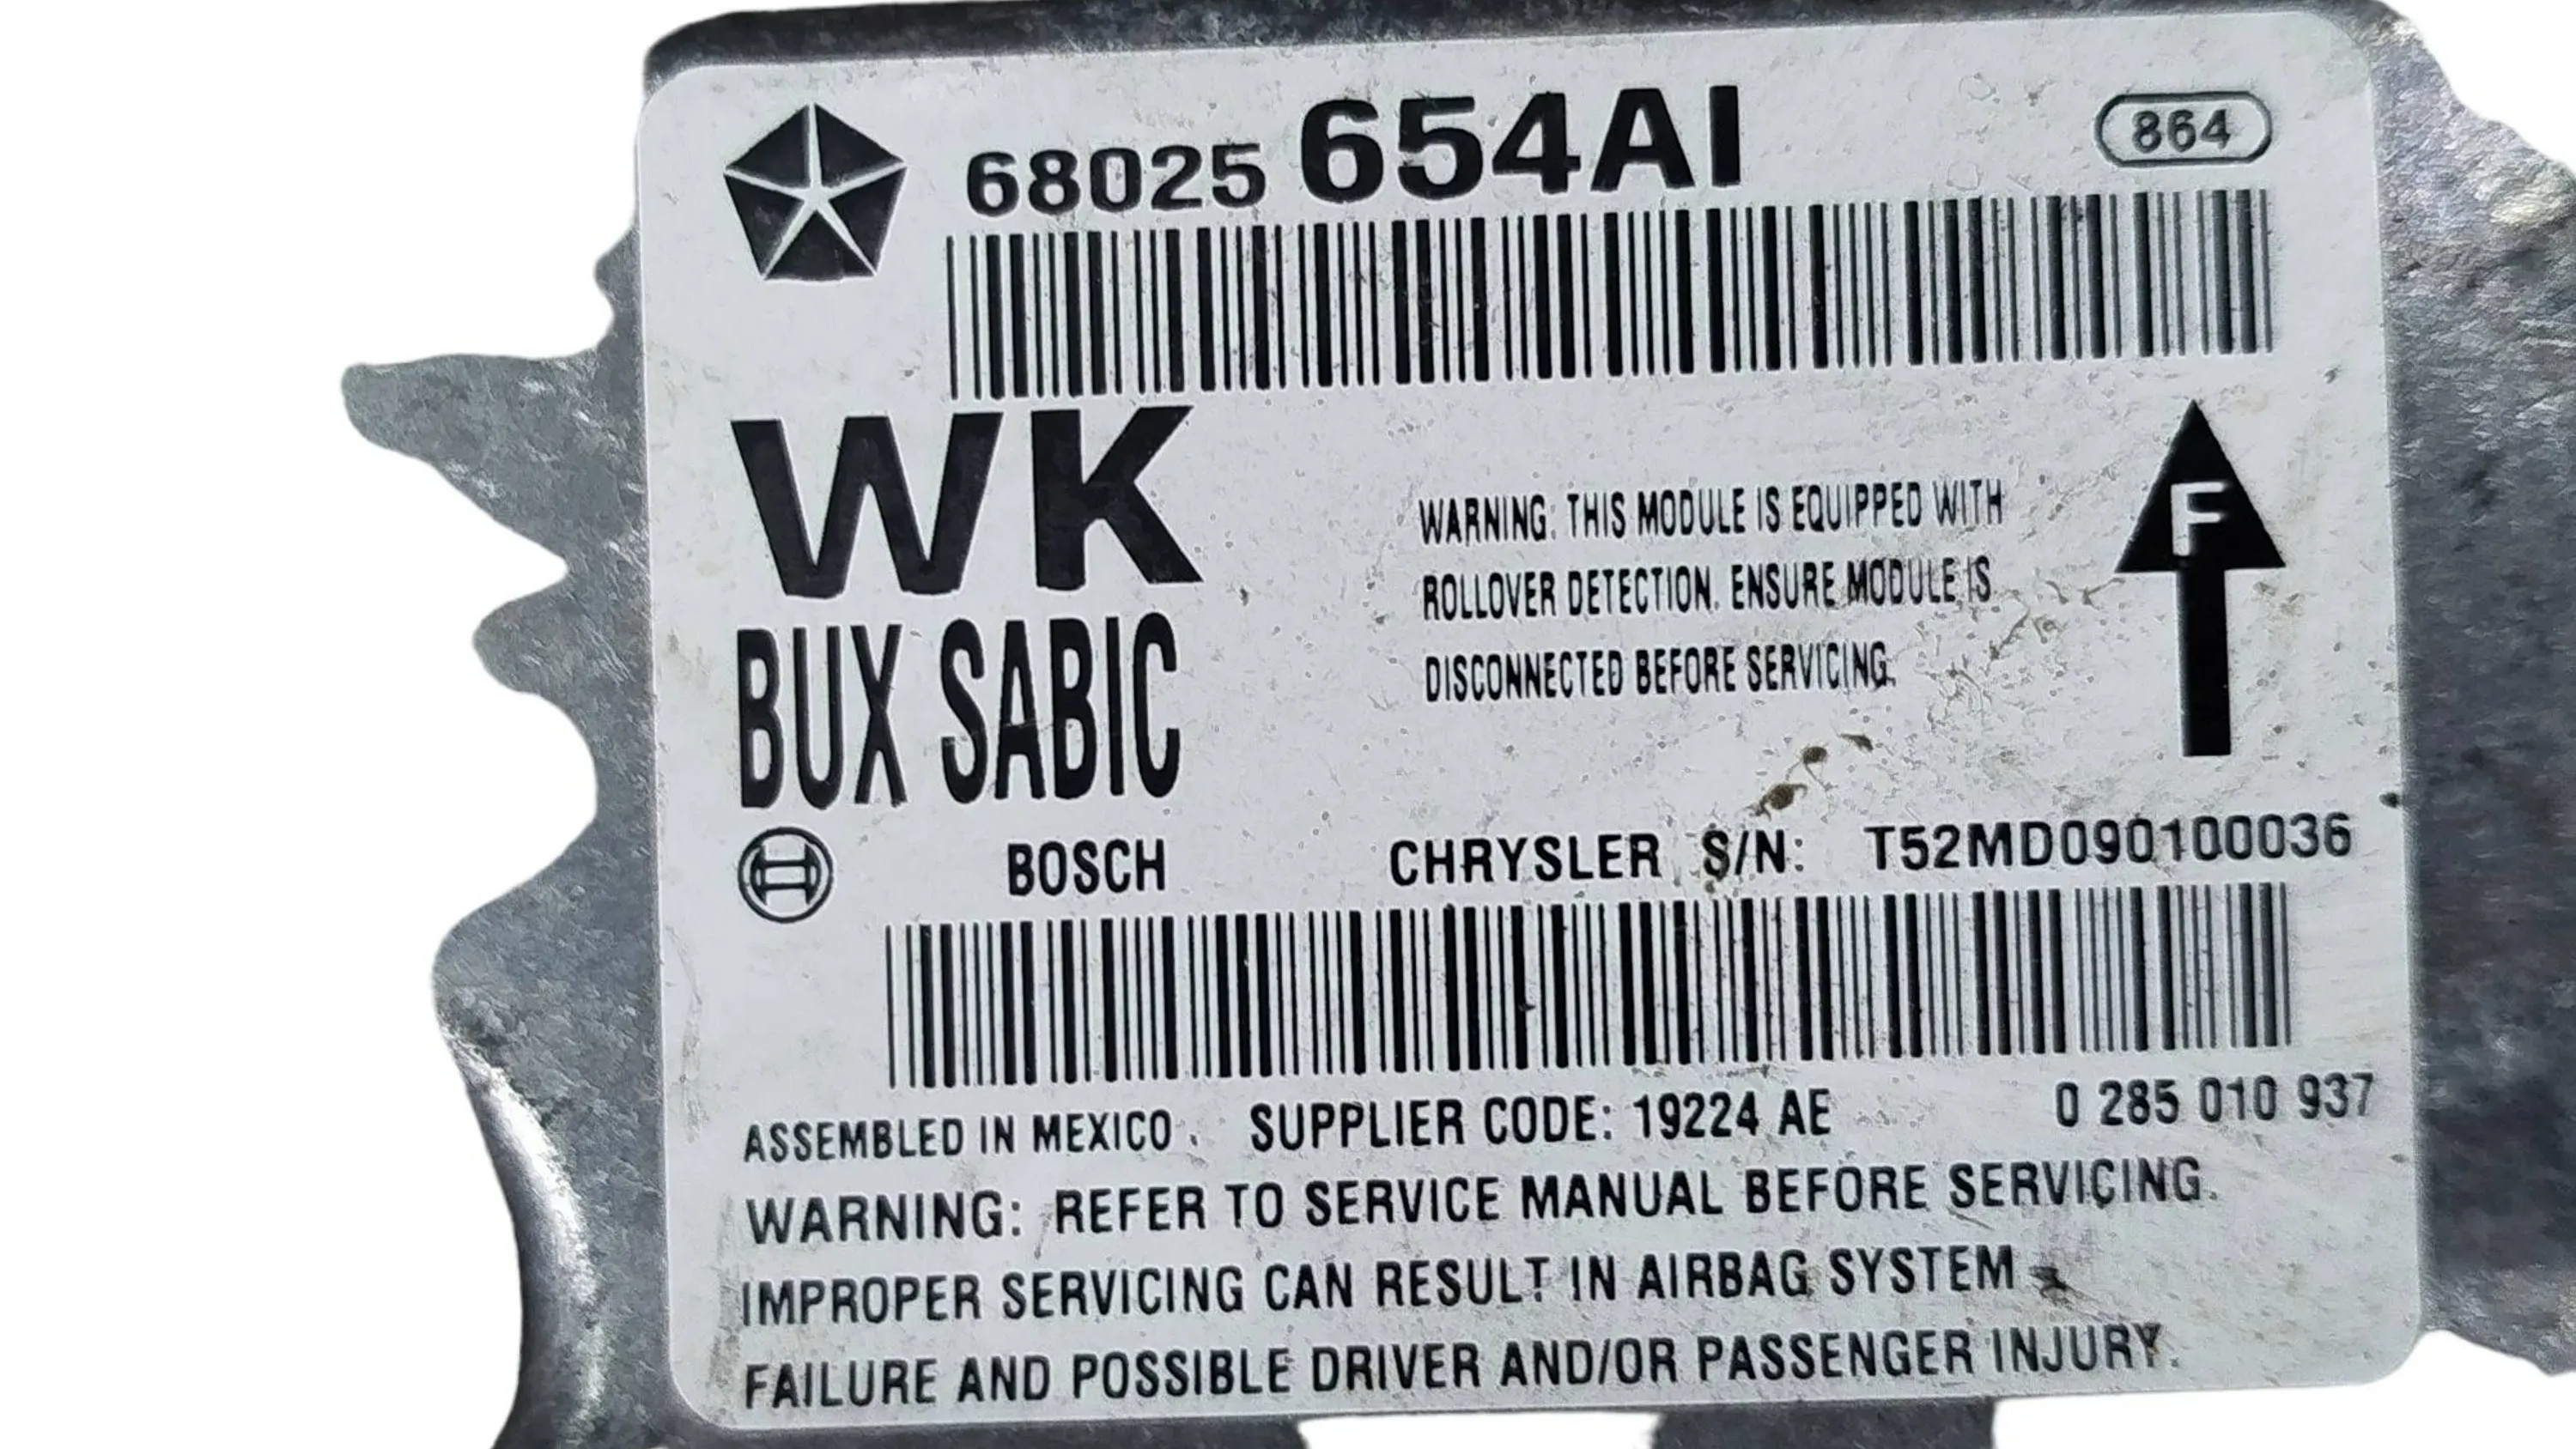 68025 654AI 864
WK
BUX SABIC
WARNING: THIS MODULE IS EQUIPPED WITH
ROLLOVER DETECTION. ENSURE MODULE IS
DISCONNECTED BEFORE SERVICING.
F
BOSCH CHRYSLER S/N: T52MD090100036
ASSEMBLED IN MEXICO. SUPPLIER CODE: 19224 AE 0 285 010 937
WARNING: REFER TO SERVICE MANUAL BEFORE SERVICING.
IMPROPER SERVICING CAN RESULT IN AIRBAG SYSTEM
FAILURE AND POSSIBLE DRIVER AND/OR PASSENGER INJURY.